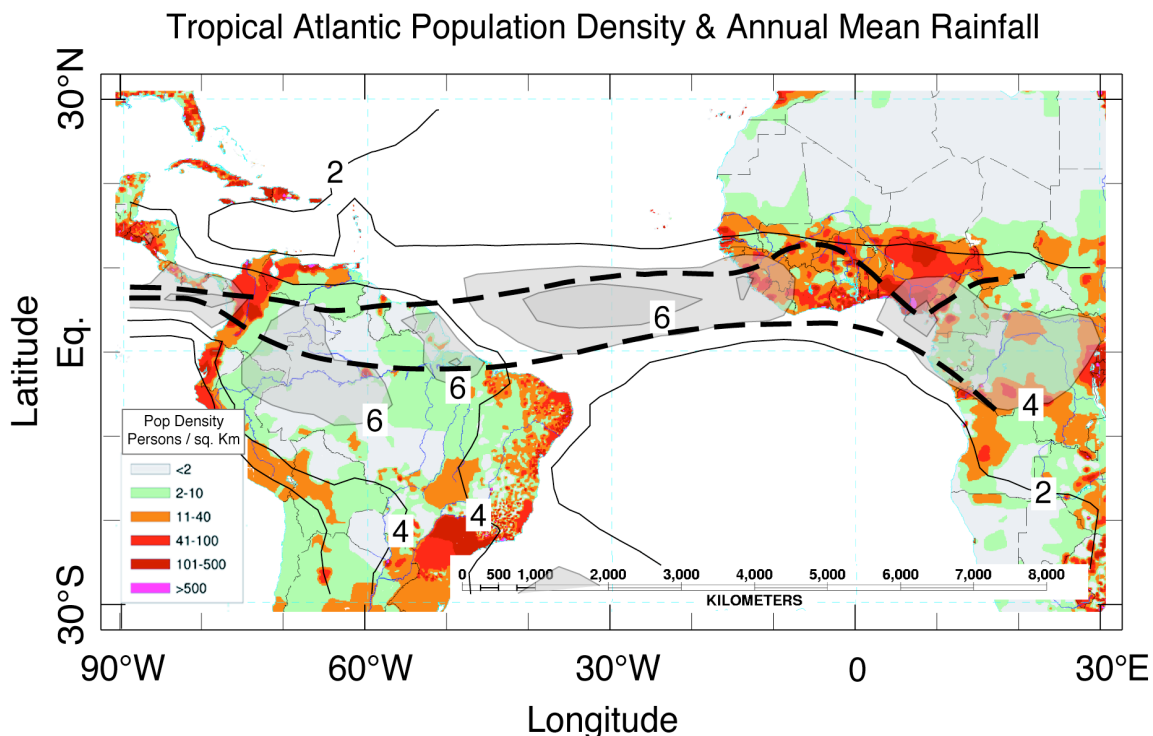 Tropical Atlantic Population Density & Annual Mean Rainfall
30°N
2
Latitude
Eq.
6
6
6
4
Pop Density
Persons / sq. Km
<2
2-10
11-40
41-100
101-500
>500
2
4
4
0 500 1,000 2,000 3,000 4,000 5,000 6,000 7,000 8,000
KILOMETERS
30°S
90°W 60°W 30°W 0 30°E
Longitude